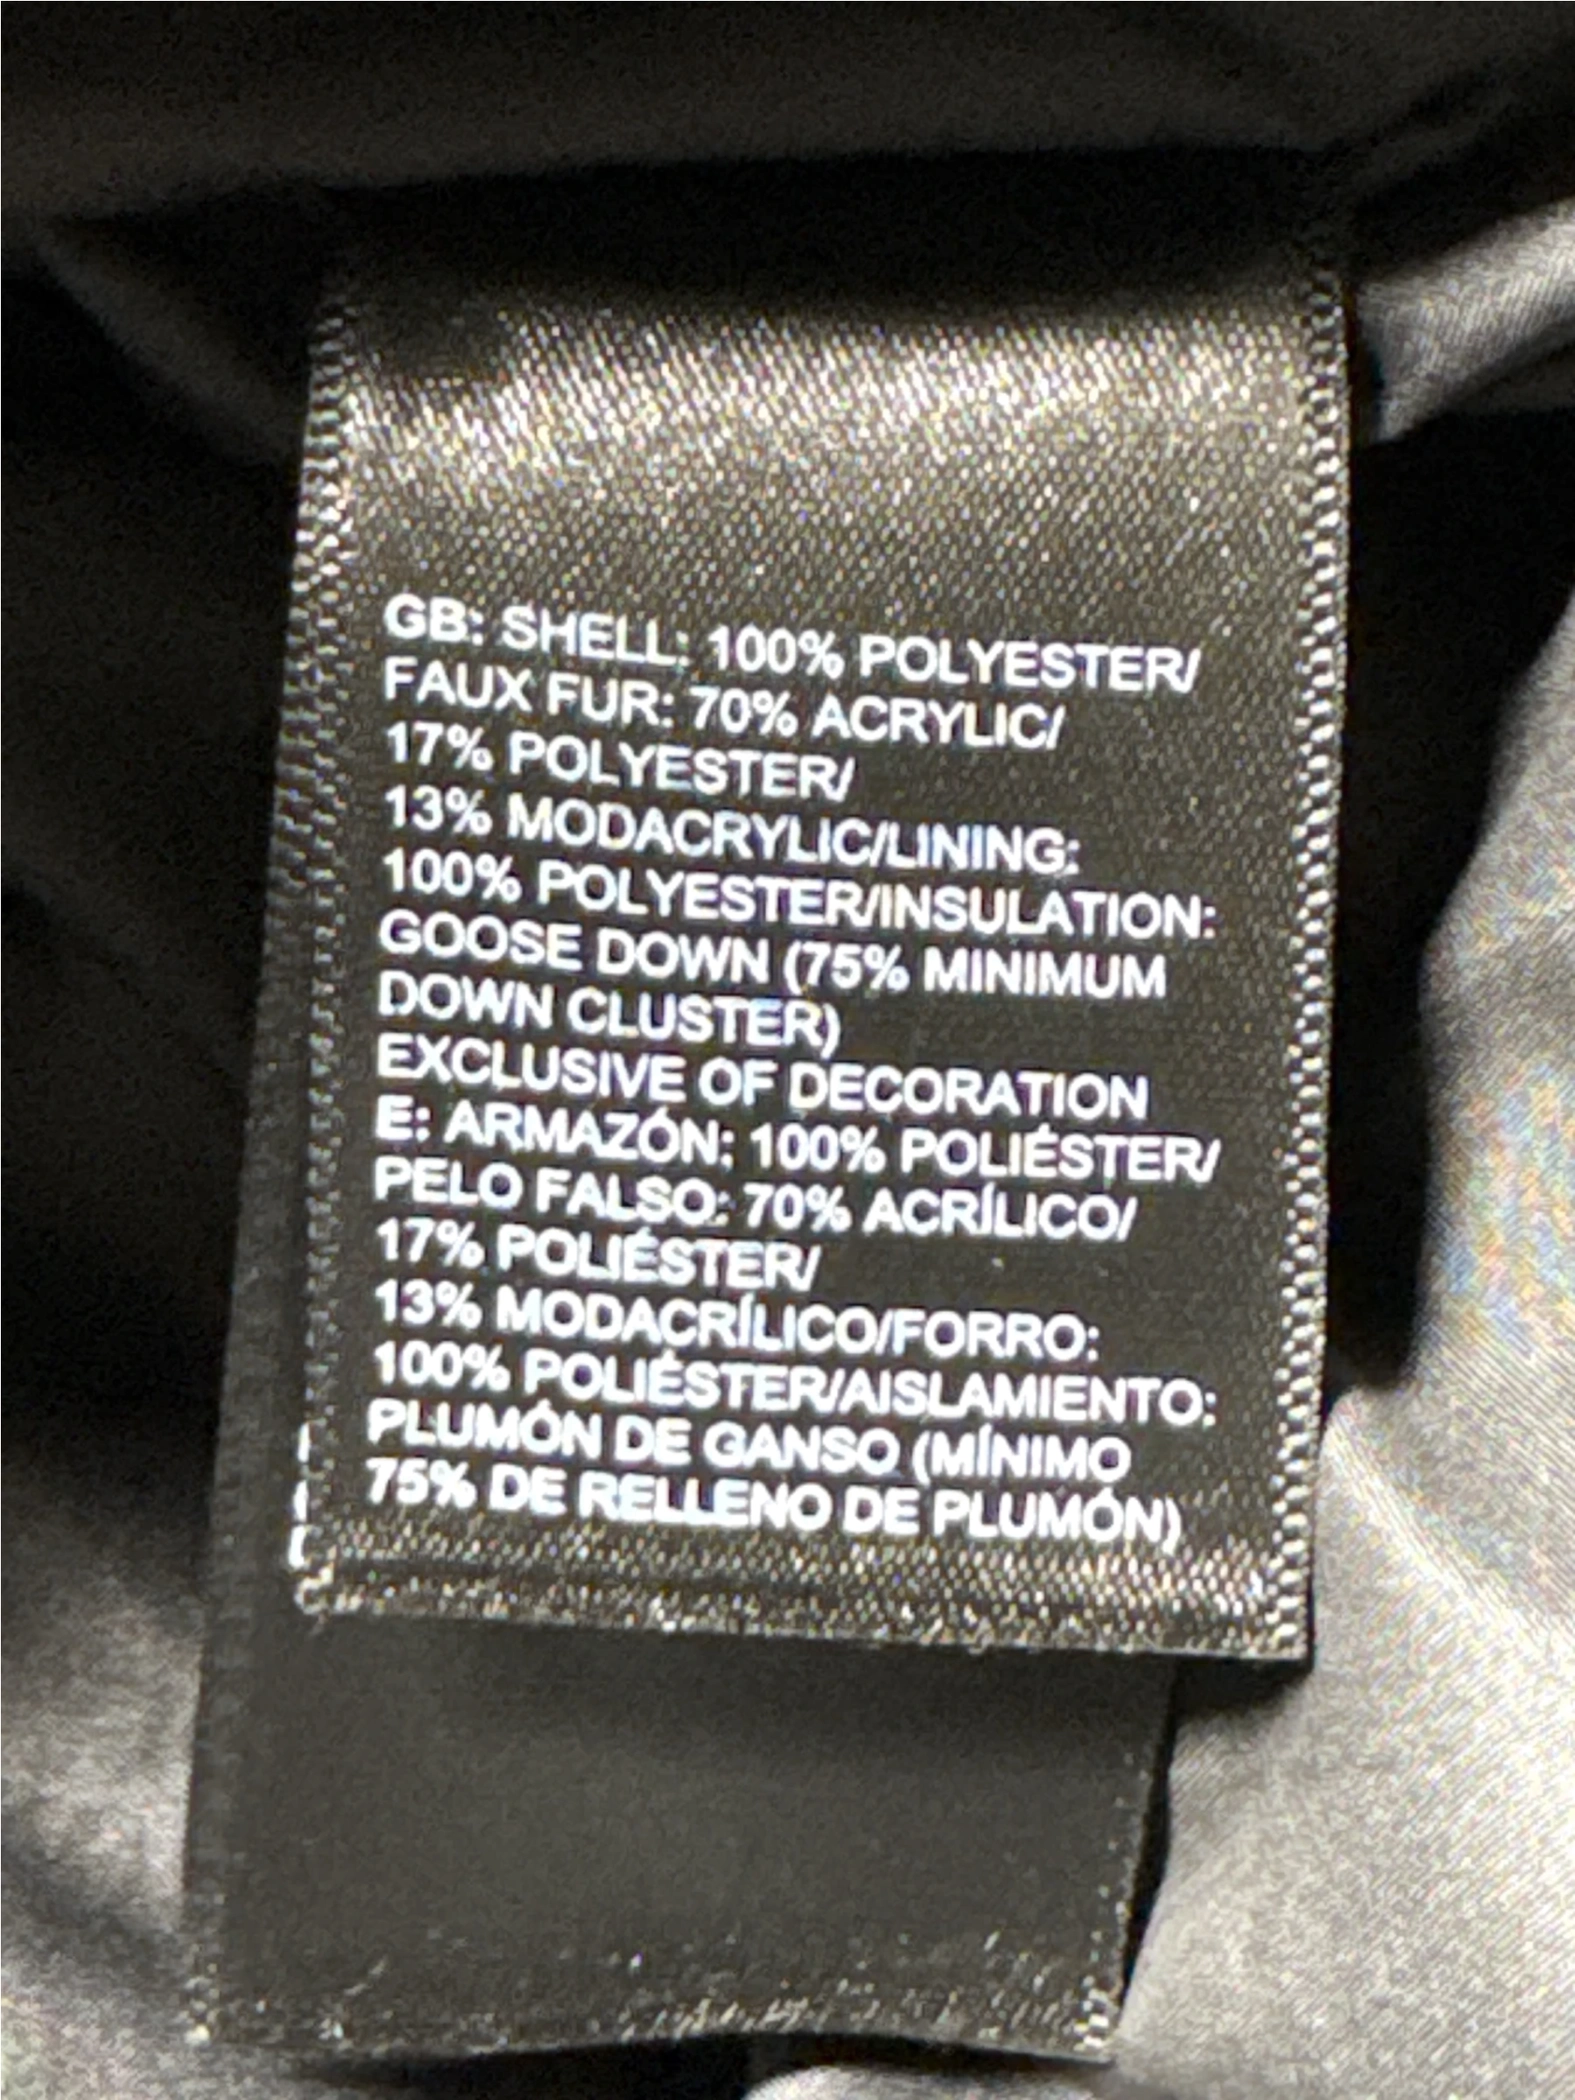 GB: SHELL: 100% POLYESTER/
FAUX FUR: 70% ACRYLIC/
17% POLYESTER/
13% MODACRYLIC/LINING:
100% POLYESTER/INSULATION:
GOOSE DOWN (75% MINIMUM
DOWN CLUSTER)
EXCLUSIVE OF DECORATION
E: ARMAZÓN: 100% POLIÉSTER/
PELO FALSO: 70% ACRÍLICO/
17% POLIÉSTER/
13% MODACRÍLICO/FORRO:
100% POLIÉSTER/AISLAMIENTO:
PLUMÓN DE GANSO (MÍNIMO
75% DE RELLENO DE PLUMÓN)